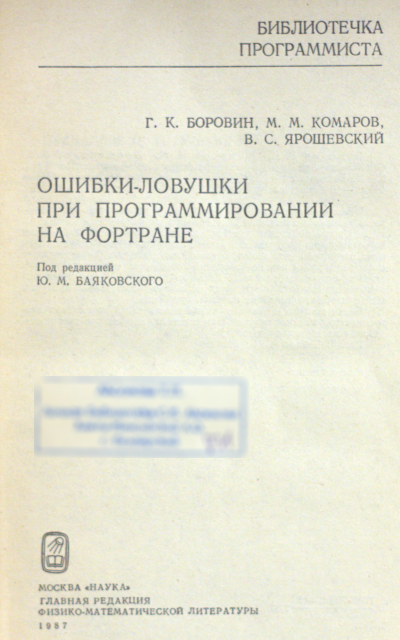 БИБЛИОТЕЧКА
ПРОГРАММИСТА
Г. К. БОРОВИН, М. М. КОМАРОВ,
В. С. ЯРОШЕВСКИЙ
ОШИБКИ-ЛОВУШКИ
ПРИ ПРОГРАММИРОВАНИИ
НА ФОРТРАНЕ
Под редакцией
Ю. М. БАЯКОВСКОГО
МОСКВА «НАУКА»
ГЛАВНАЯ РЕДАКЦИЯ
ФИЗИКО-МАТЕМАТИЧЕСКОЙ ЛИТЕРАТУРЫ
1987